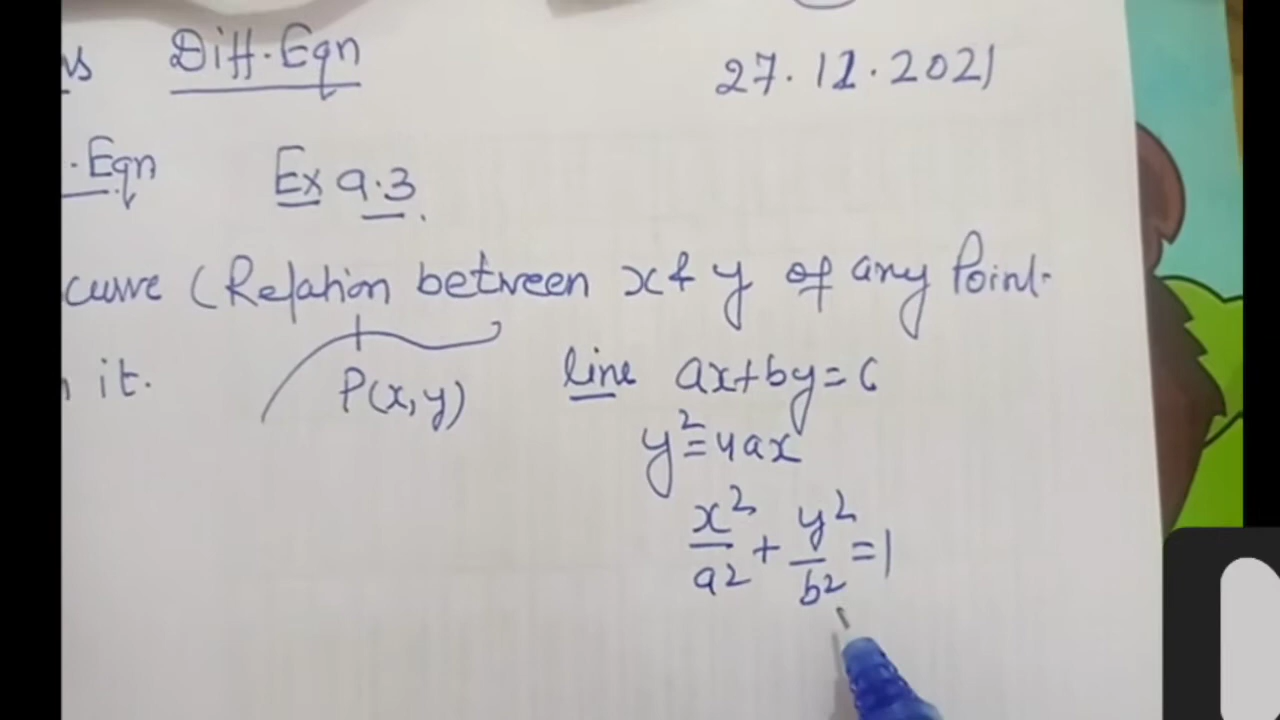 Diff. Eqn
27.12.2021
. Eqn Ex 9.3.
curve (Relation between x & y of any Point.
it.
P(x, y)
line ax+by=c
y²=4ax
x²/a² + y²/b² = 1